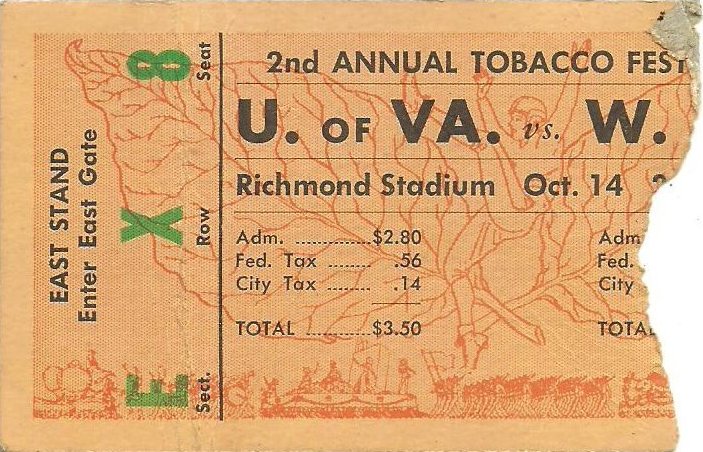 EAST STAND
Enter East Gate
Sect. E
Row X
Seat 8
2nd ANNUAL TOBACCO FEST
U. OF VA. vs. W.
Richmond Stadium Oct. 14
Adm. ..............$2.80
Fed. Tax ........ .56
City Tax ........ .14
TOTAL ............$3.50
Adm
Fed.
City
TOTA